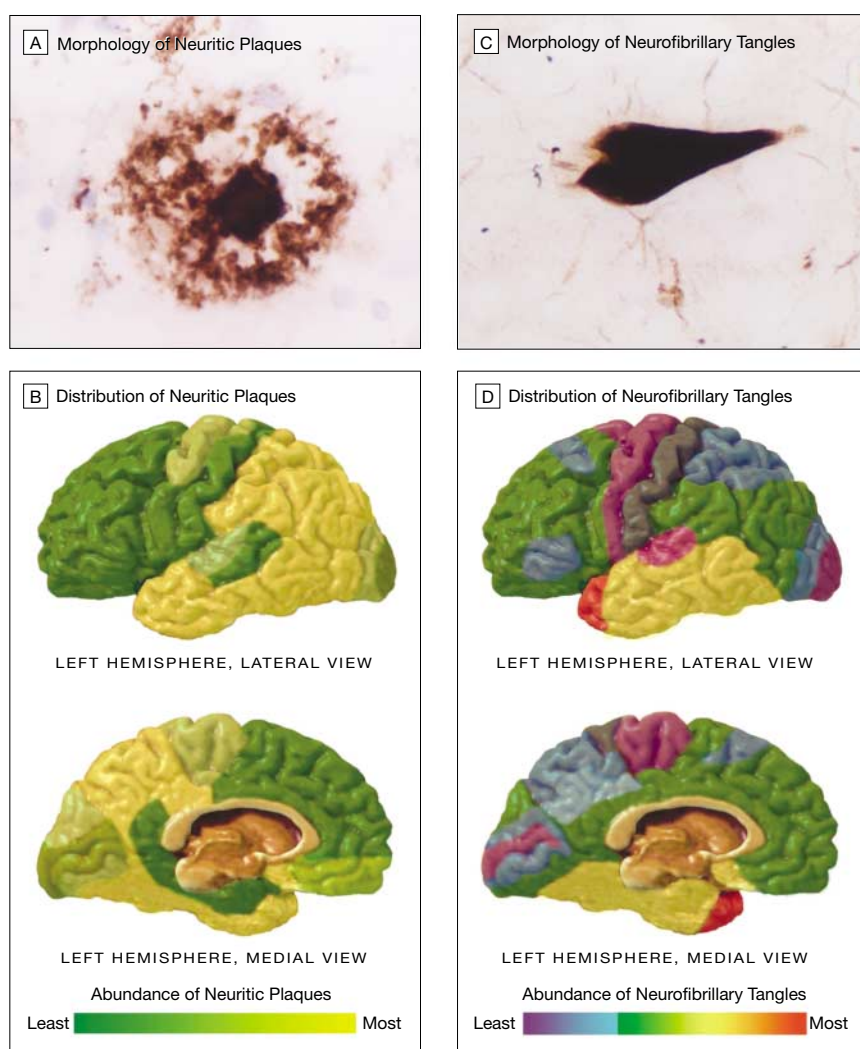 A Morphology of Neuritic Plaques
C Morphology of Neurofibrillary Tangles
B Distribution of Neuritic Plaques
LEFT HEMISPHERE, LATERAL VIEW
LEFT HEMISPHERE, MEDIAL VIEW
Abundance of Neuritic Plaques
Least Most
D Distribution of Neurofibrillary Tangles
LEFT HEMISPHERE, LATERAL VIEW
LEFT HEMISPHERE, MEDIAL VIEW
Abundance of Neurofibrillary Tangles
Least Most